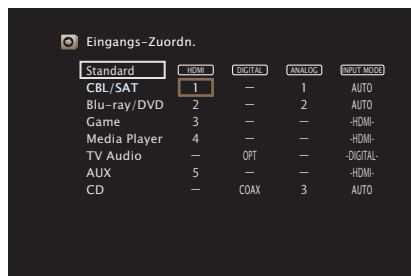 Eingangs-Zuordn.
Standard HDMI DIGITAL ANALOG INPUT MODE
CBL/SAT 1 – 1 AUTO
Blu-ray/DVD 2 – 2 AUTO
Game 3 – – -HDMI-
Media Player 4 – – -HDMI-
TV Audio – OPT – -DIGITAL-
AUX 5 – – -HDMI-
CD – COAX 3 AUTO